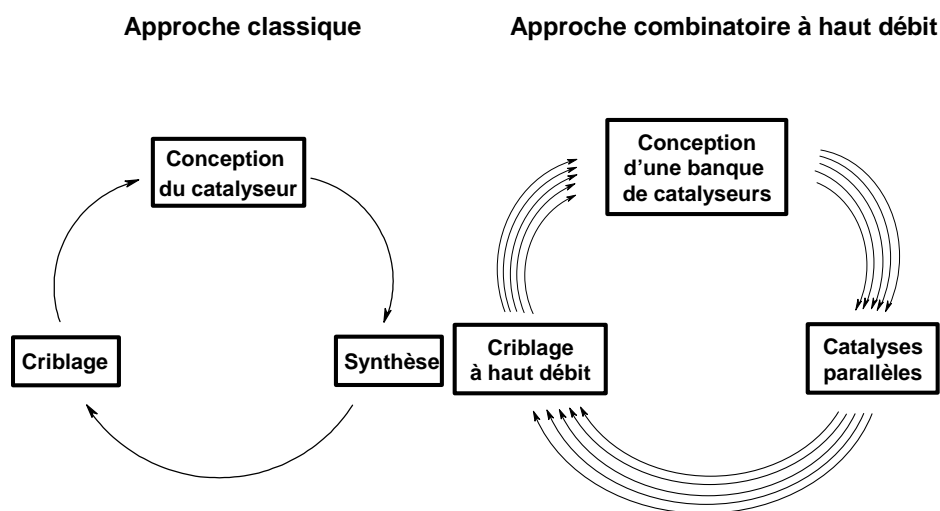 Approche classique
Approche combinatoire à haut débit
Conception
du catalyseur
Criblage
Synthèse
Conception
d'une banque
de catalyseurs
Criblage
à haut débit
Catalyses
parallèles